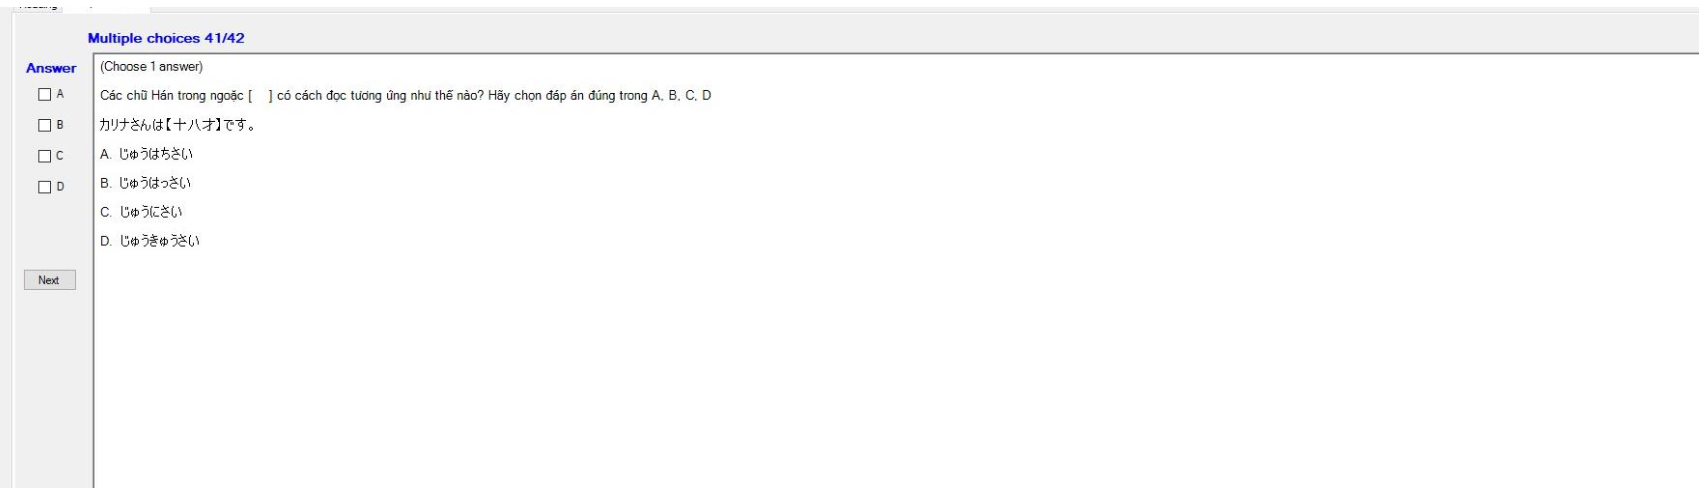 Multiple choices 41/42
Answer
(Choose 1 answer)
A
Các chữ Hán trong ngoặc [ ] có cách đọc tương ứng như thế nào? Hãy chọn đáp án đúng trong A, B, C, D
B
カリナさんは【十八才】です。
C
A. じゅうはちさい
D
B. じゅうはっさい
C. じゅうにさい
D. じゅうきゅうさい
Next